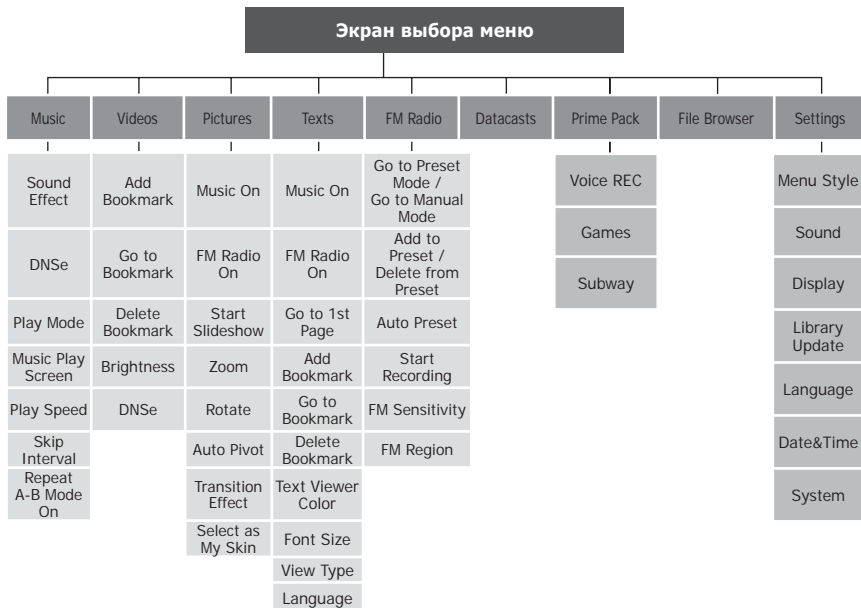 Экран выбора меню
Music
Videos
Pictures
Texts
FM Radio
Datacasts
Prime Pack
File Browser
Settings
Sound
Effect
DNSe
Play Mode
Music Play
Screen
Play Speed
Skip
Interval
Repeat
A-B Mode
On
Add
Bookmark
Go to
Bookmark
Delete
Bookmark
Brightness
DNSe
Music On
FM Radio
On
Start
Slideshow
Zoom
Rotate
Auto Pivot
Transition
Effect
Select as
My Skin
Music On
FM Radio
On
Go to 1st
Page
Add
Bookmark
Go to
Bookmark
Delete
Bookmark
Text Viewer
Color
Font Size
View Type
Language
Go to Preset
Mode /
Go to Manual
Mode
Add to
Preset /
Delete from
Preset
Auto Preset
Start
Recording
FM Sensitivity
FM Region
Voice REC
Games
Subway
Menu Style
Sound
Display
Library
Update
Language
Date&Time
System